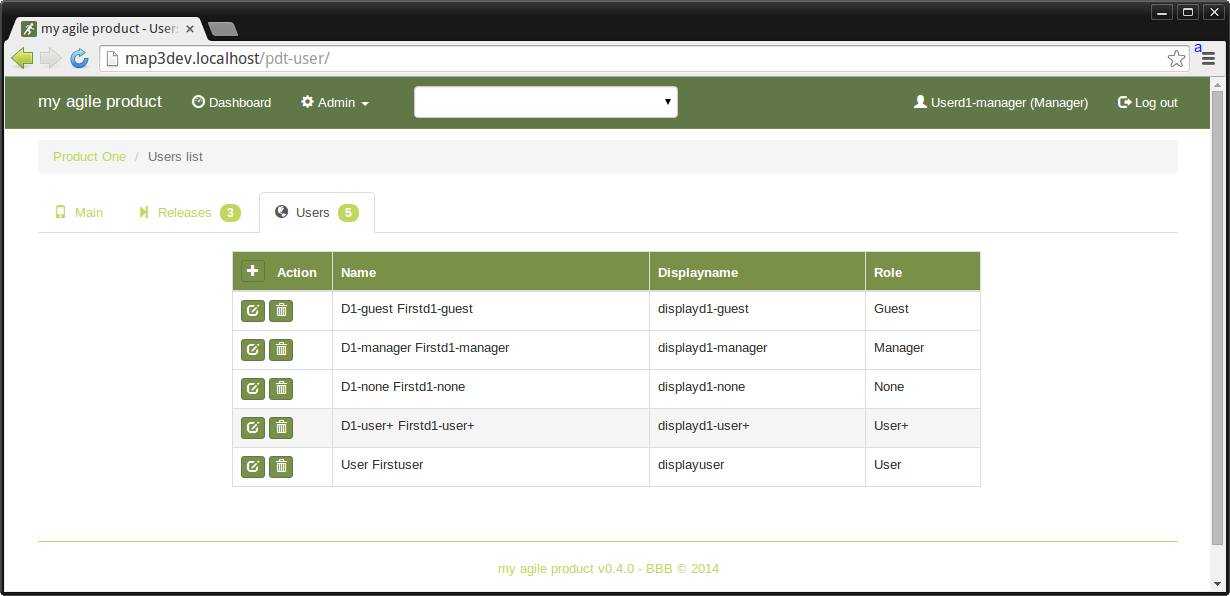 my agile product - User
a
map3dev.localhost/pdt-user/
my agile product Dashboard Admin Userd1-manager (Manager) Log out
Product One / Users list
Main Releases 3 Users 5
Action Name Displayname Role
D1-guest Firstd1-guest displayd1-guest Guest
D1-manager Firstd1-manager displayd1-manager Manager
D1-none Firstd1-none displayd1-none None
D1-user+ Firstd1-user+ displayd1-user+ User+
User Firstuser displayuser User
my agile product v0.4.0 - BBB © 2014